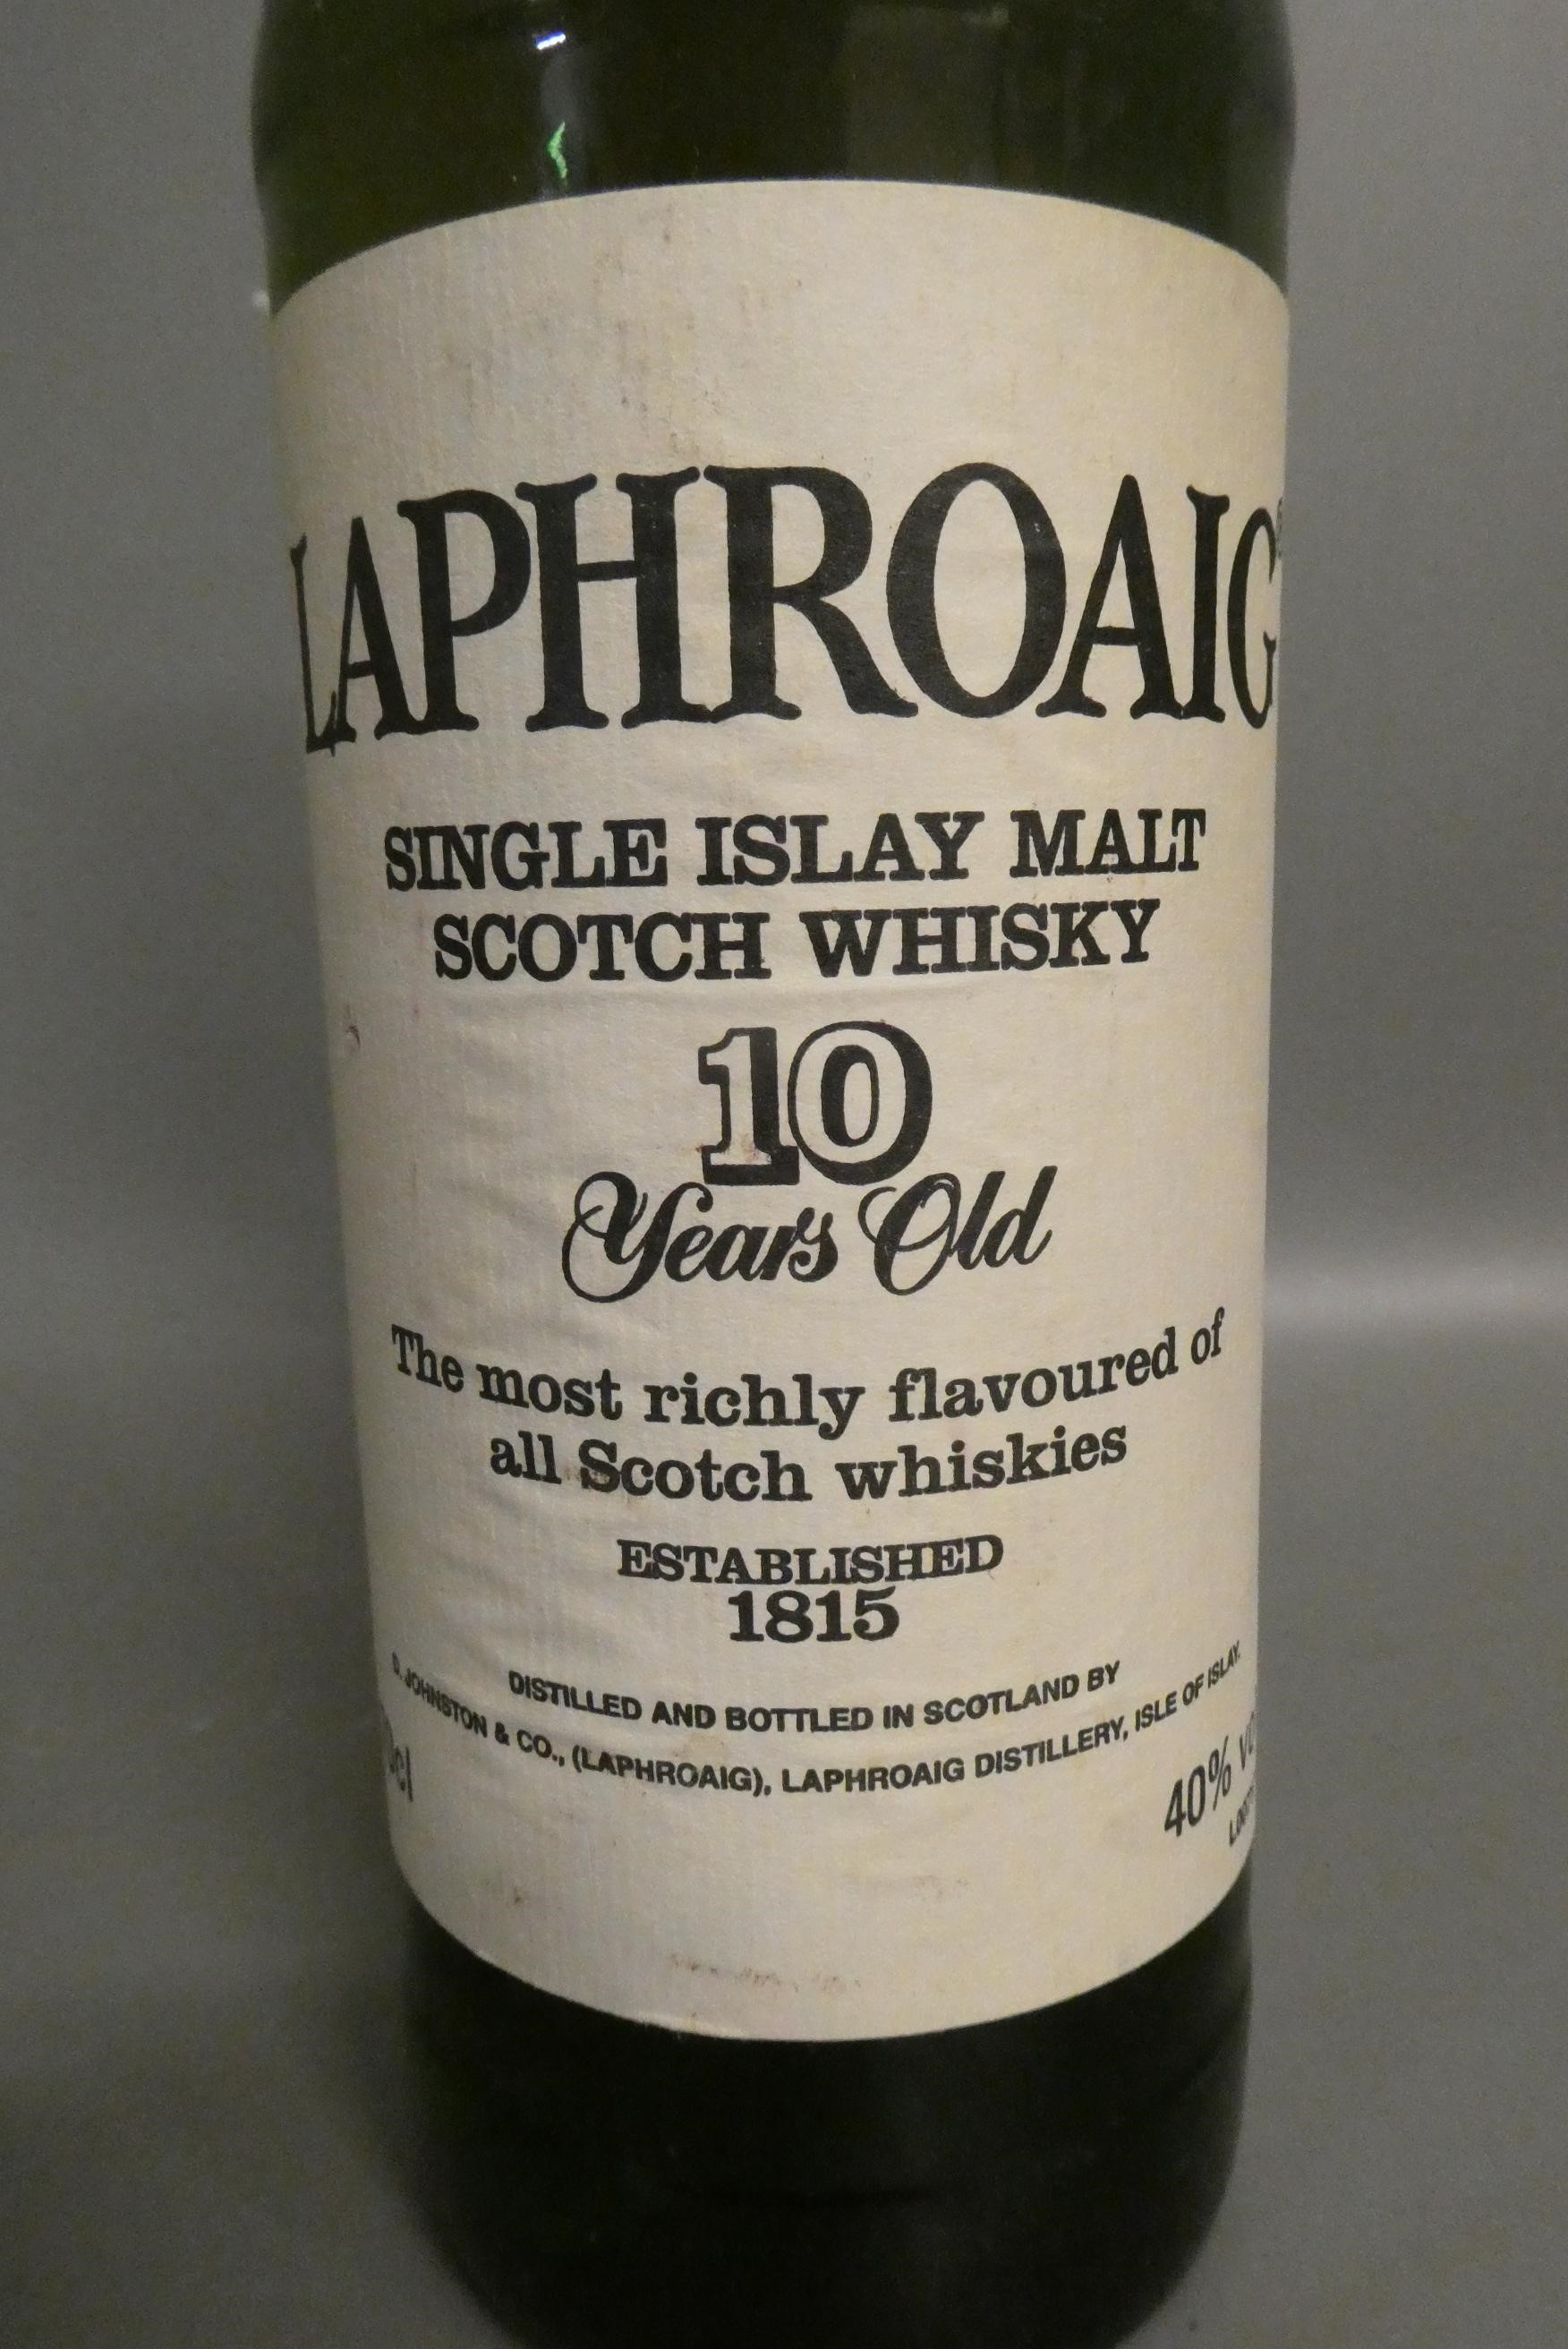 LAPHROAIG®
SINGLE ISLAY MALT
SCOTCH WHISKY
10
Years Old
The most richly flavoured of
all Scotch whiskies
ESTABLISHED
1815
DISTILLED AND BOTTLED IN SCOTLAND BY
D. JOHNSTON & CO., (LAPHROAIG), LAPHROAIG DISTILLERY, ISLE OF ISLAY.
40%